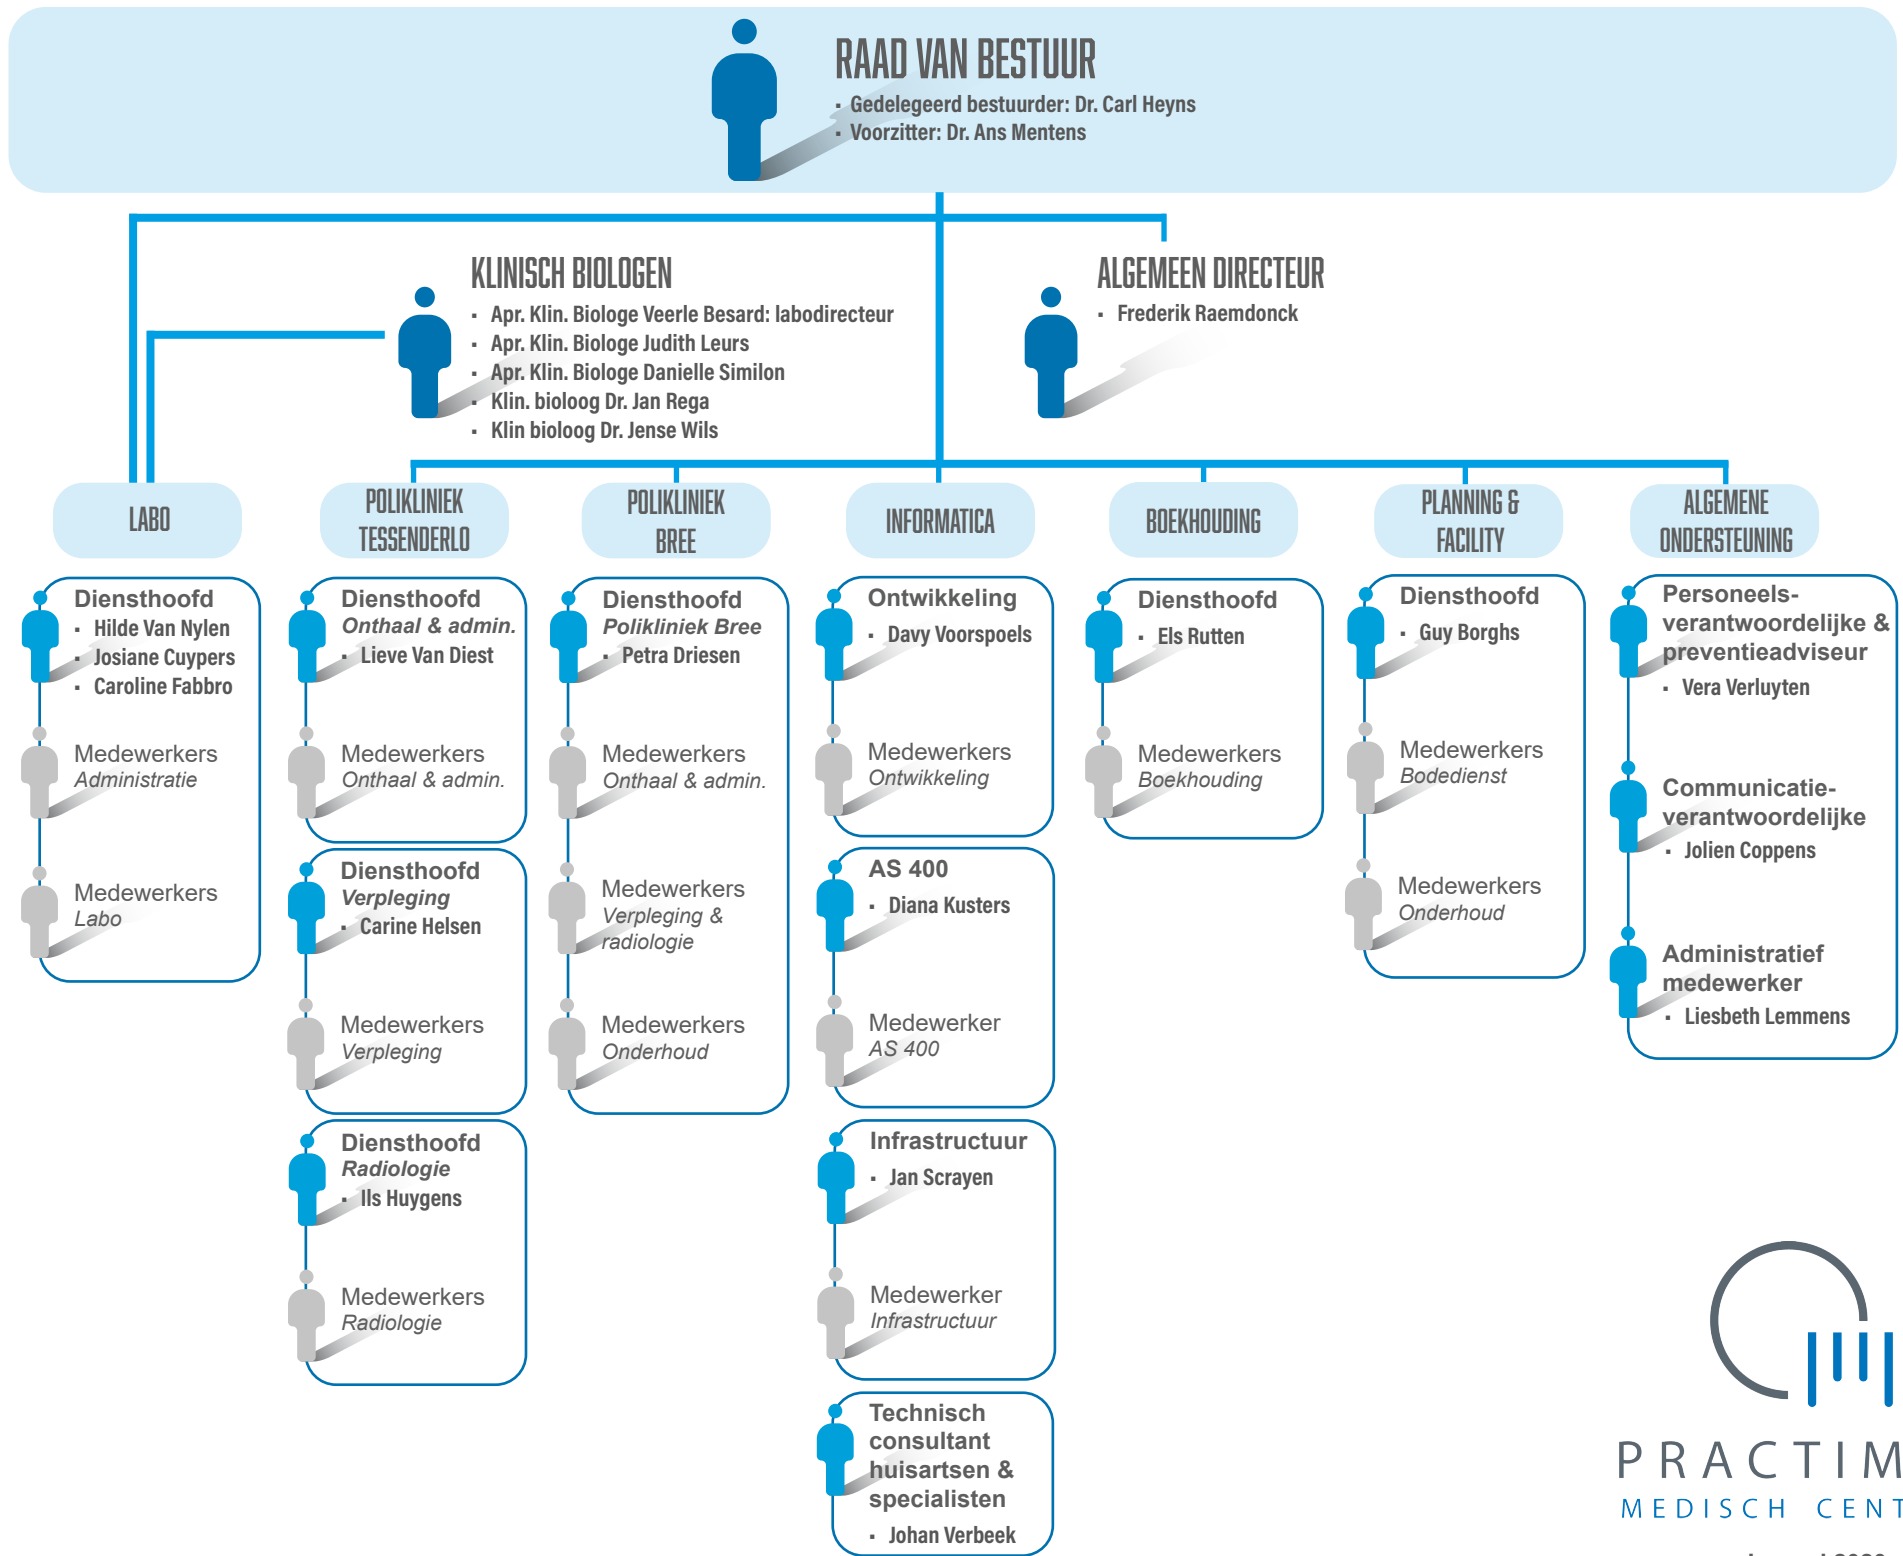 RAAD VAN BESTUUR
▪ Gedelegeerd bestuurder: Dr. Carl Heyns
▪ Voorzitter: Dr. Ans Mentens
KLINISCH BIOLOGEN
▪ Apr. Klin. Biologe Veerle Besard: labodirecteur
▪ Apr. Klin. Biologe Judith Leurs
▪ Apr. Klin. Biologe Danielle Similon
▪ Klin. bioloog Dr. Jan Rega
▪ Klin bioloog Dr. Jense Wils
ALGEMEEN DIRECTEUR
▪ Frederik Raemdonck
LABO
Diensthoofd
▪ Hilde Van Nylen
▪ Josiane Cuypers
▪ Caroline Fabbro
Medewerkers
Administratie
Medewerkers
Labo
POLIKLINIEK
TESSENDERLO
Diensthoofd
Onthaal & admin.
▪ Lieve Van Diest
Medewerkers
Onthaal & admin.
Diensthoofd
Verpleging
▪ Carine Helsen
Medewerkers
Verpleging
Diensthoofd
Radiologie
▪ Ils Huygens
Medewerkers
Radiologie
POLIKLINIEK
BREE
Diensthoofd
Polikliniek Bree
▪ Petra Driesen
Medewerkers
Onthaal & admin.
Medewerkers
Verpleging &
radiologie
Medewerkers
Onderhoud
INFORMATICA
Ontwikkeling
▪ Davy Voorspoels
Medewerkers
Ontwikkeling
AS 400
▪ Diana Kusters
Medewerker
AS 400
Infrastructuur
▪ Jan Scrayen
Medewerker
Infrastructuur
Technisch
consultant
huisartsen &
specialisten
▪ Johan Verbeek
BOEKHOUDING
Diensthoofd
▪ Els Rutten
Medewerkers
Boekhouding
PLANNING &
FACILITY
Diensthoofd
▪ Guy Borghs
Medewerkers
Bodedienst
Medewerkers
Onderhoud
ALGEMENE
ONDERSTEUNING
Personeels-
verantwoordelijke &
preventieadviseur
▪ Vera Verluyten
Communicatie-
verantwoordelijke
▪ Jolien Coppens
Administratief
medewerker
▪ Liesbeth Lemmens
PRACTIM
MEDISCH CENT